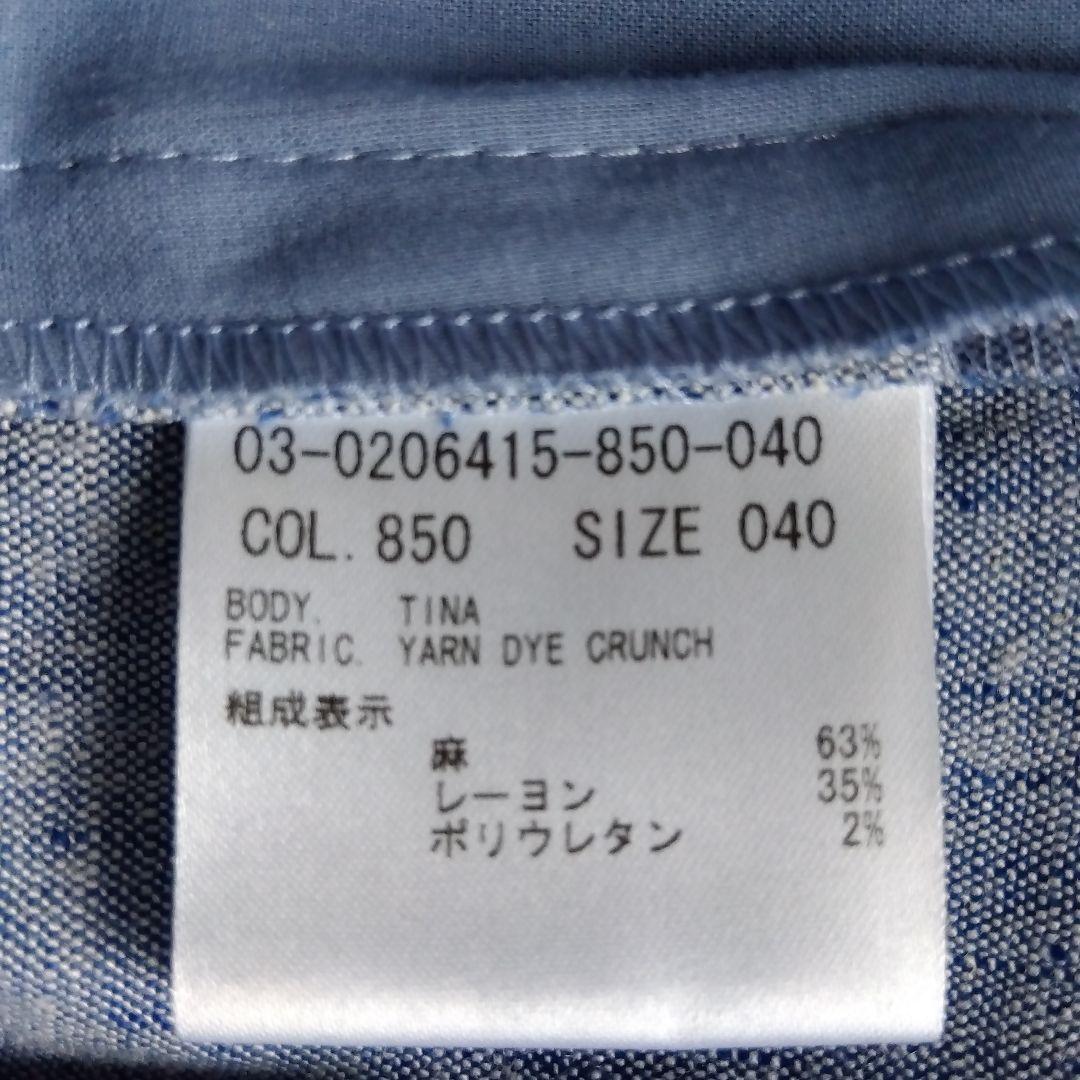 03-0206415-850-040
COL. 850 SIZE 040
BODY. TINA
FABRIC. YARN DYE CRUNCH
組成表示
麻 63%
レーヨン 35%
ポリウレタン 2%